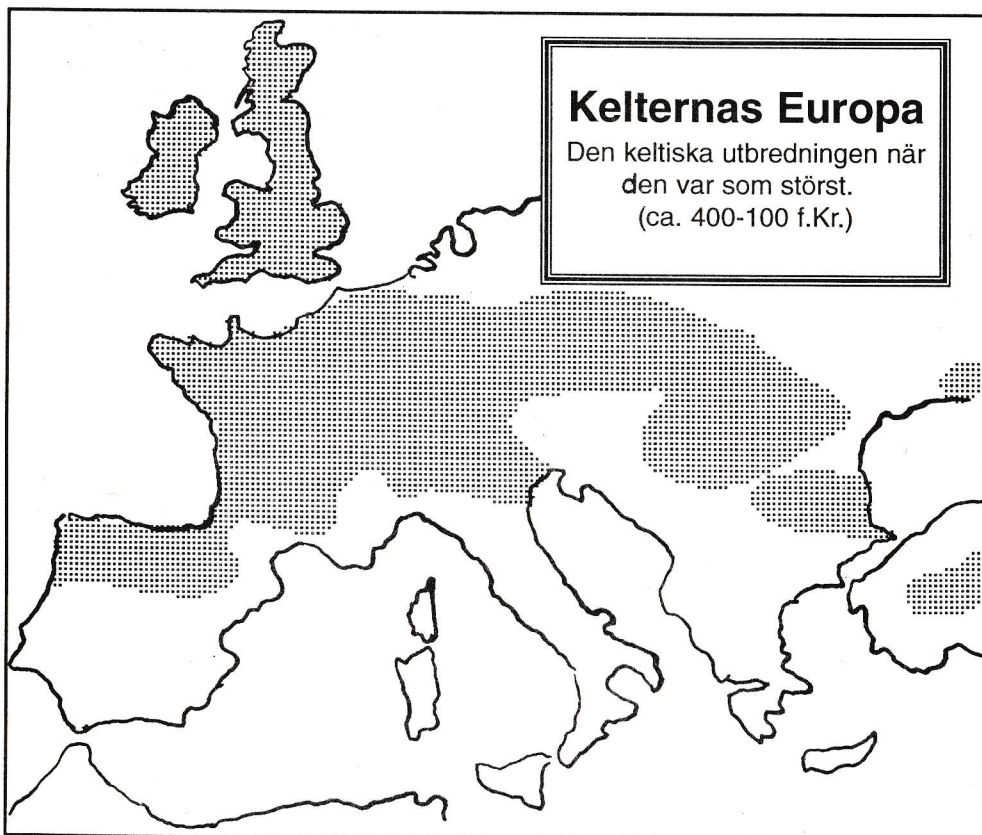 Kelternas Europa
Den keltiska utbredningen när
den var som störst.
(ca. 400-100 f.Kr.)